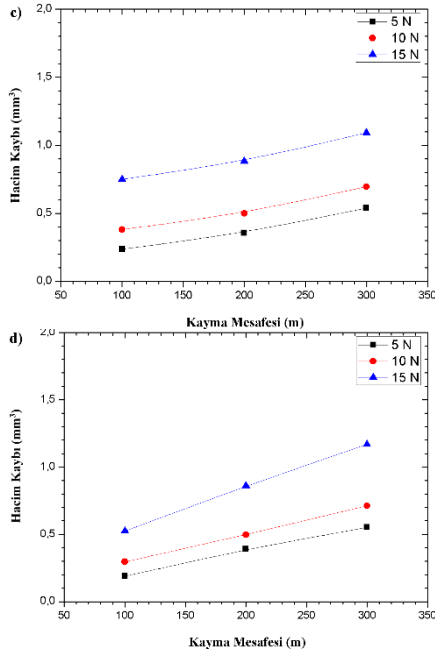 c)
2,0
1,5
1,0
0,5
0,0
Hacim Kaybı (mm³)
5 N
10 N
15 N
50 100 150 200 250 300 350
Kayma Mesafesi (m)
d)
2,0
1,5
1,0
0,5
0,0
Hacim Kaybı (mm³)
5 N
10 N
15 N
50 100 150 200 250 300 350
Kayma Mesafesi (m)